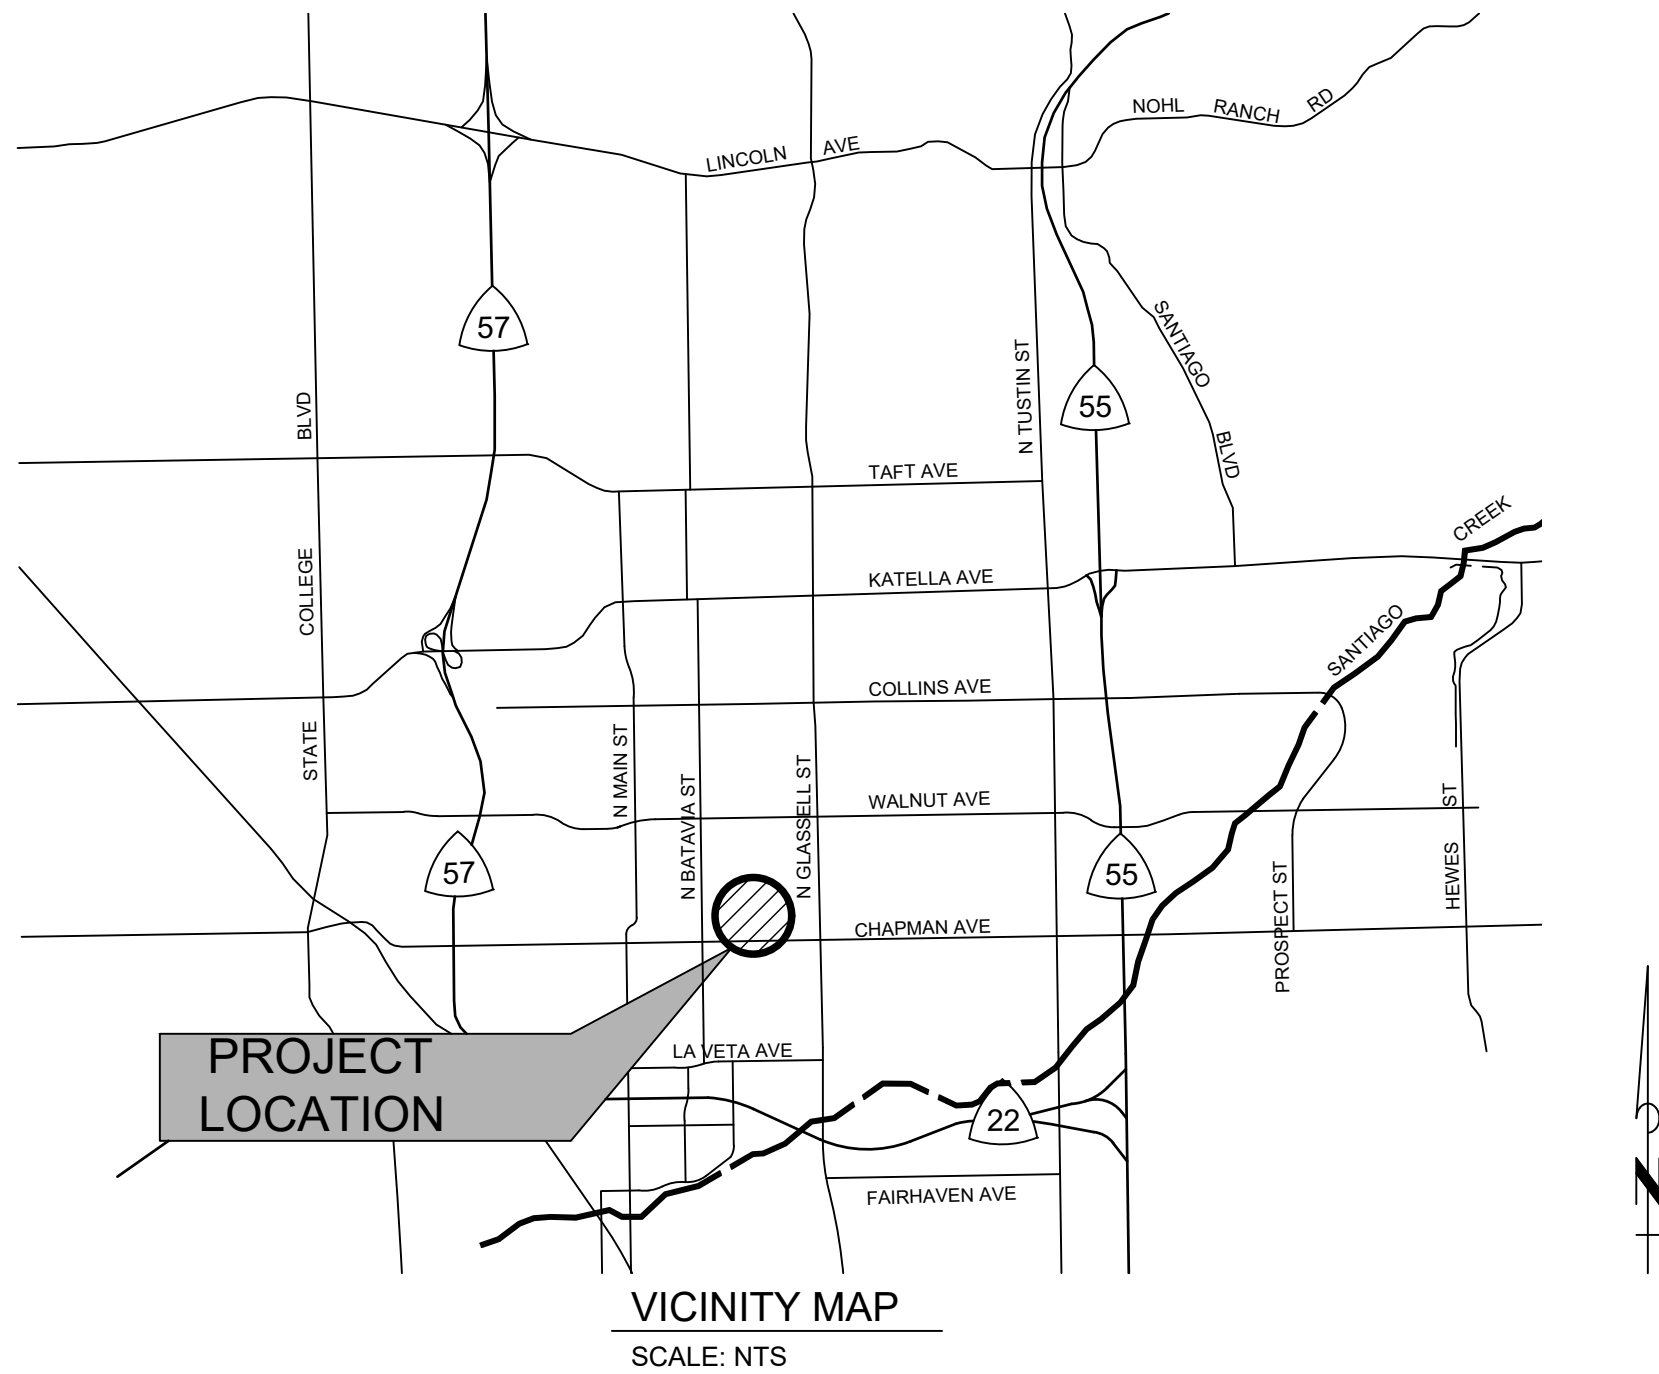 NOHL RANCH RD
LINCOLN AVE
57
SANTIAGO BLVD
N TUSTIN ST
55
STATE COLLEGE BLVD
TAFT AVE
SANTIAGO CREEK
KATELLA AVE
COLLINS AVE
N MAIN ST
N BATAVIA ST
N GLASSELL ST
WALNUT AVE
57
55
HEWES ST
PROSPECT ST
CHAPMAN AVE
PROJECT
LOCATION
LA VETA AVE
22
FAIRHAVEN AVE
N
VICINITY MAP
SCALE: NTS